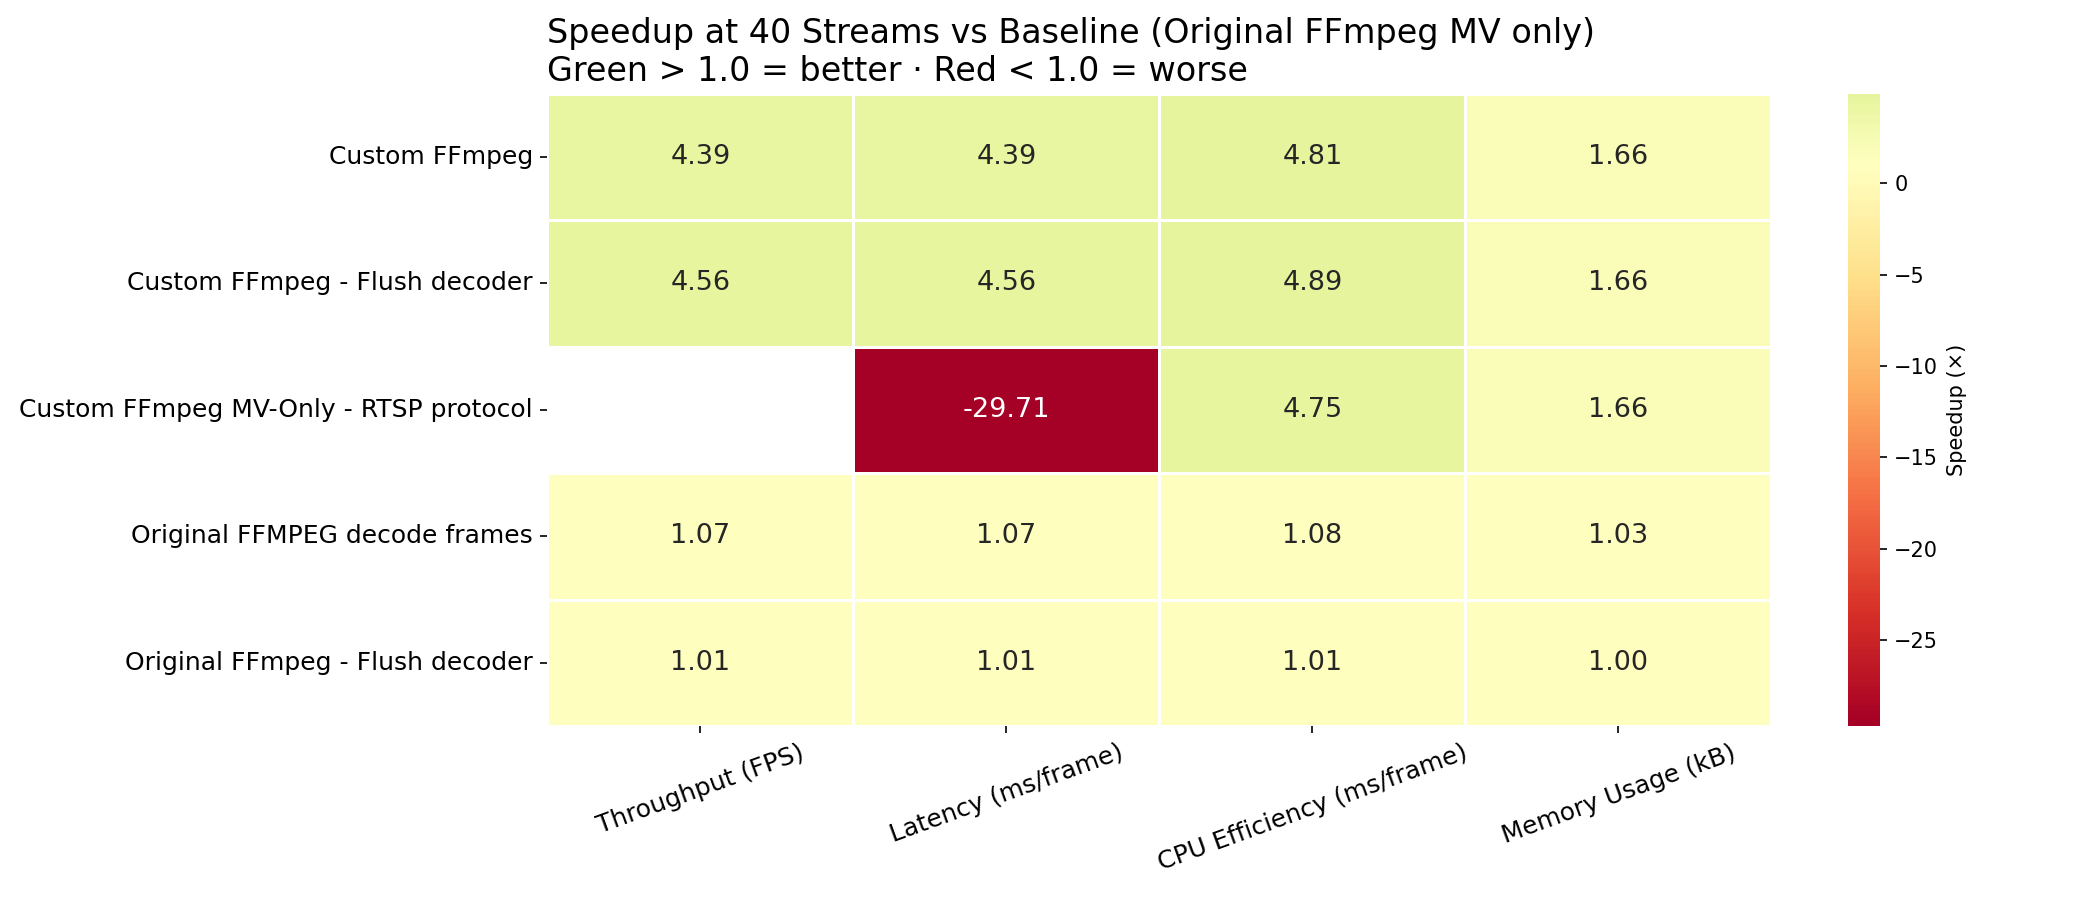 Speedup at 40 Streams vs Baseline (Original FFmpeg MV only)
Green > 1.0 = better · Red < 1.0 = worse
Custom FFmpeg 4.39 4.39 4.81 1.66
Custom FFmpeg - Flush decoder 4.56 4.56 4.89 1.66
Custom FFmpeg MV-Only - RTSP protocol -29.71 4.75 1.66
Original FFMPEG decode frames 1.07 1.07 1.08 1.03
Original FFmpeg - Flush decoder 1.01 1.01 1.01 1.00
Throughput (FPS) Latency (ms/frame) CPU Efficiency (ms/frame) Memory Usage (kB)
0
−5
−10
−15
−20
−25
Speedup (×)